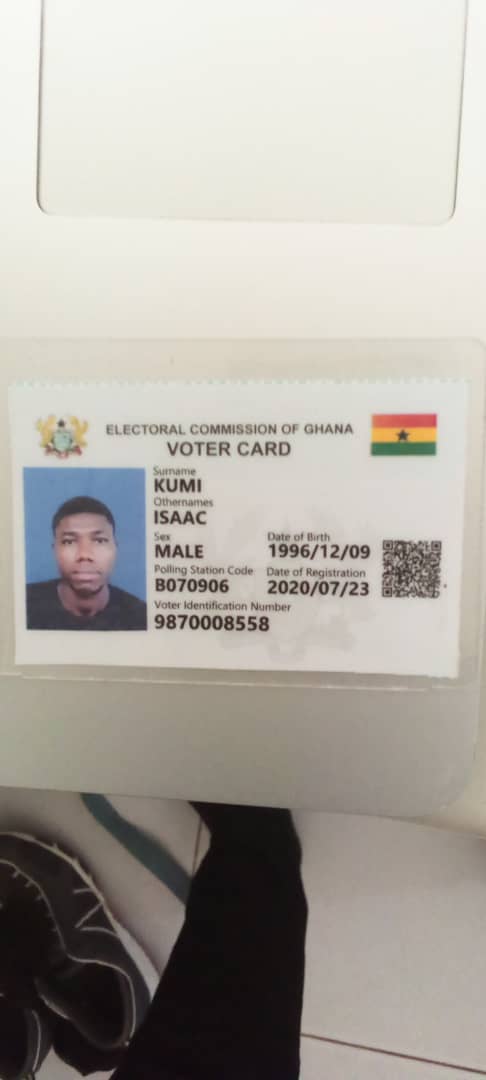 ELECTORAL COMMISSION OF GHANA
VOTER CARD
Surname
KUMI
Othernames
ISAAC
Sex Date of Birth
MALE 1996/12/09
Polling Station Code Date of Registration
B070906 2020/07/23
Voter Identification Number
9870008558